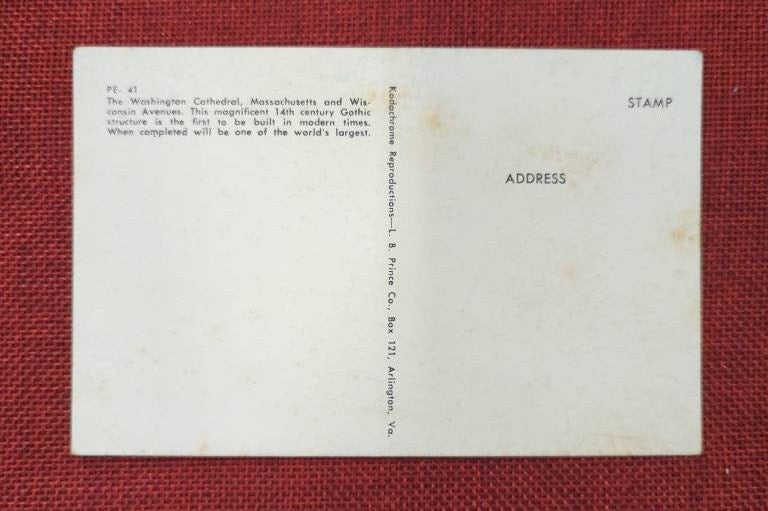 PE- 41
The Washington Cathedral, Massachusetts and Wis-
consin Avenues. This magnificent 14th century Gothic
structure is the first to be built in modern times.
When completed will be one of the world's largest.
Kodachrome Reproductions—L. B. Prince Co., Box 121, Arlington, Va.
STAMP
ADDRESS